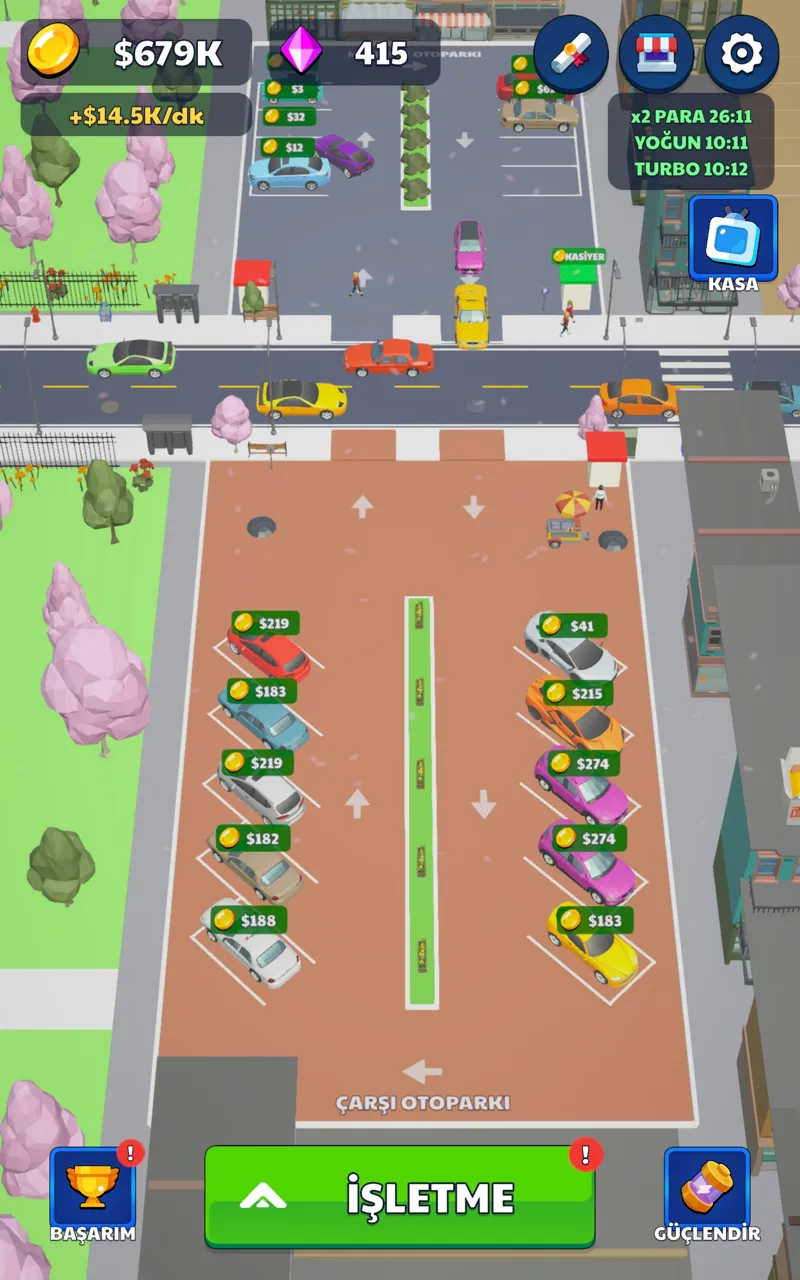 $679K
415
+$14.5K/dk
x2 PARA 26:11
YOĞUN 10:11
TURBO 10:12
OTOPARKI
$3
$32
$12
KASİYER
KASA
$219
$41
$183
$215
$219
$274
$182
$274
$188
$183
ÇARŞI OTOPARKI
!
!
BAŞARIM
İŞLETME
GÜÇLENDİR